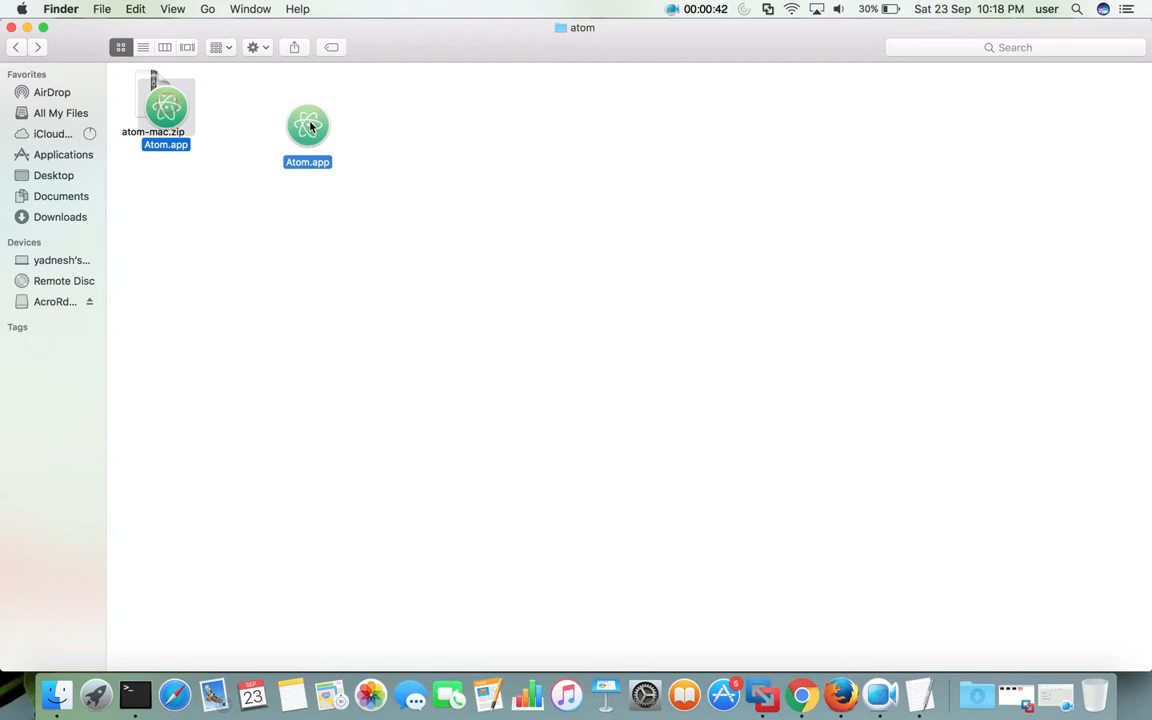 Finder File Edit View Go Window Help 00:00:42 30% Sat 23 Sep 10:18 PM user
atom
Search
Favorites
AirDrop
All My Files
iCloud...
Applications
Desktop
Documents
Downloads
Devices
yadnesh's...
Remote Disc
AcroRd...
Tags
atom-mac.zip
Atom.app
Atom.app
SEP
23
5